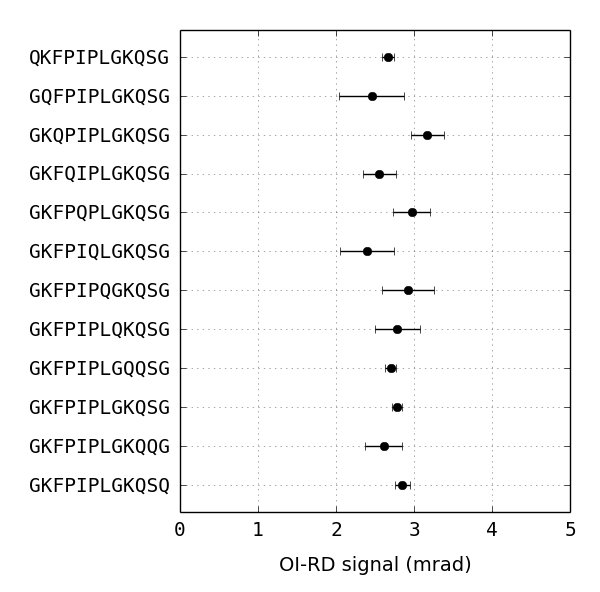 QKFPIPLGKQSG
GQFPIPLGKQSG
GKQPIPLGKQSG
GKFQIPLGKQSG
GKFPQPLGKQSG
GKFPIQLGKQSG
GKFPIPQGKQSG
GKFPIPLQKQSG
GKFPIPLGQQSG
GKFPIPLGKQSG
GKFPIPLGKQQG
GKFPIPLGKQSQ
0 1 2 3 4 5
OI-RD signal (mrad)